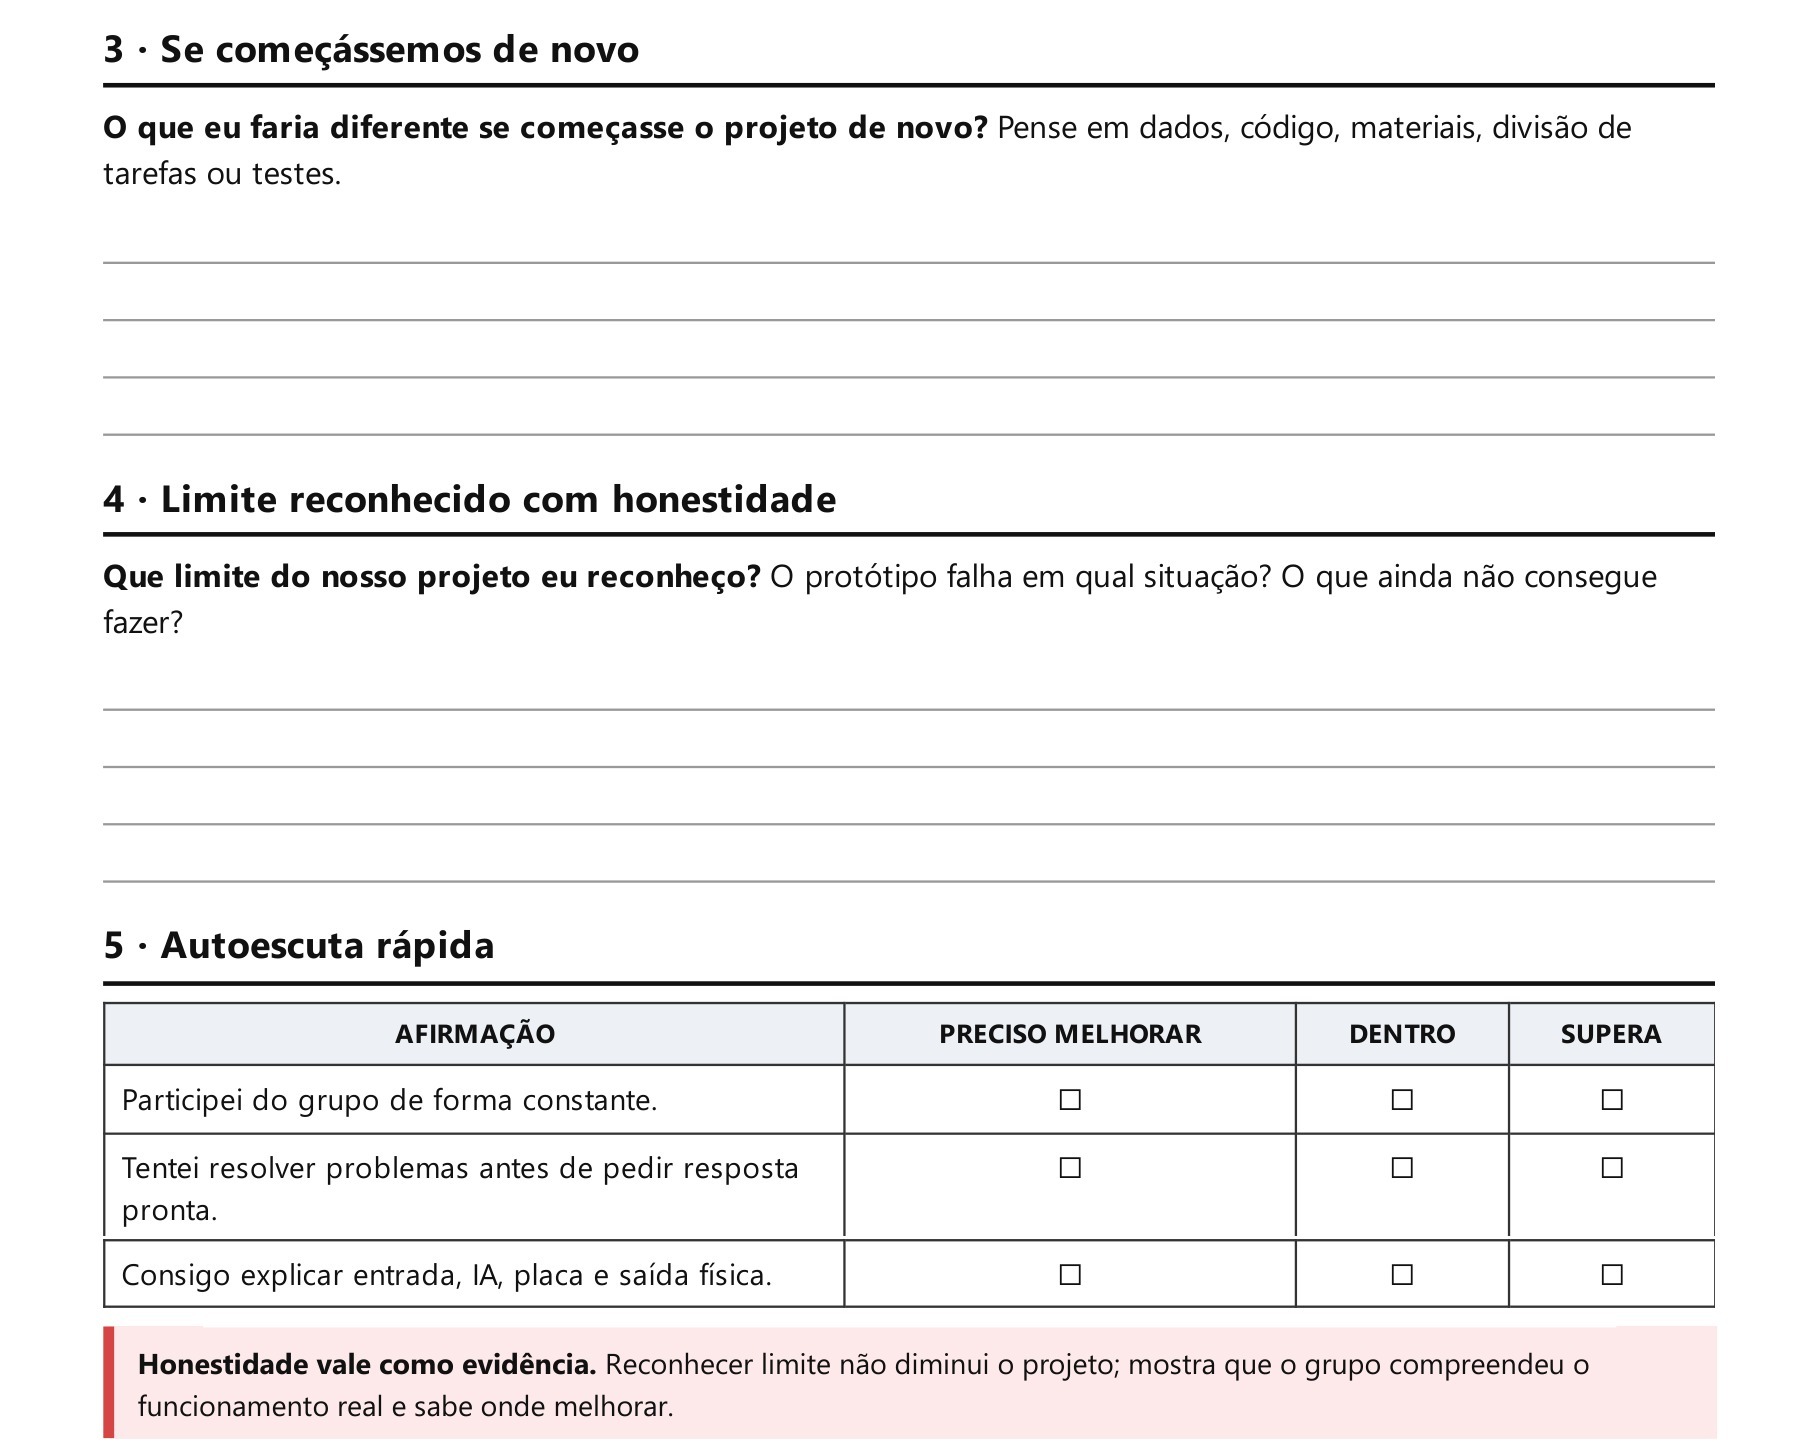 3 · Se começássemos de novo
O que eu faria diferente se começasse o projeto de novo? Pense em dados, código, materiais, divisão de
tarefas ou testes.
4 · Limite reconhecido com honestidade
Que limite do nosso projeto eu reconheço? O protótipo falha em qual situação? O que ainda não consegue
fazer?
5 · Autoescuta rápida
AFIRMAÇÃO PRECISO MELHORAR DENTRO SUPERA
Participei do grupo de forma constante. ☐ ☐ ☐
Tentei resolver problemas antes de pedir resposta ☐ ☐ ☐
pronta.
Consigo explicar entrada, IA, placa e saída física. ☐ ☐ ☐
Honestidade vale como evidência. Reconhecer limite não diminui o projeto; mostra que o grupo compreendeu o
funcionamento real e sabe onde melhorar.